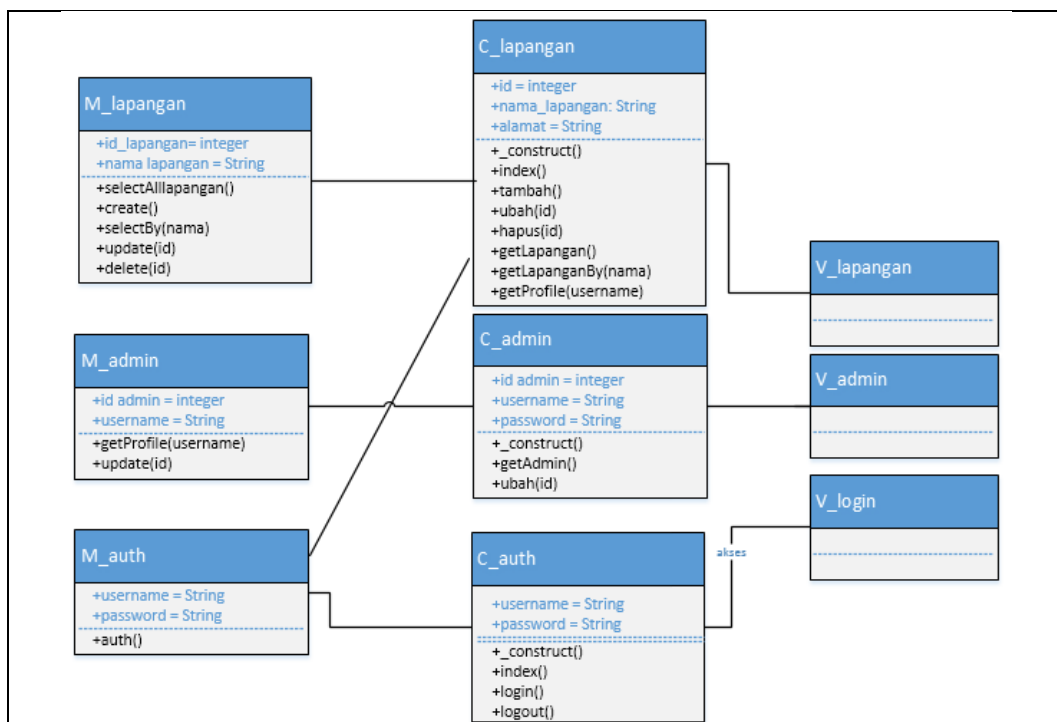 C_lapangan
+id = integer
+nama_lapangan: String
+alamat = String
+_construct()
+index()
+tambah()
+ubah(id)
+hapus(id)
+getLapangan()
+getLapanganBy(nama)
+getProfile(username)
M_lapangan
+id_lapangan= integer
+nama lapangan = String
+selectAlllapangan()
+create()
+selectBy(nama)
+update(id)
+delete(id)
V_lapangan
M_admin
+id admin = integer
+username = String
+getProfile(username)
+update(id)
C_admin
+id admin = integer
+username = String
+password = String
+_construct()
+getAdmin()
+ubah(id)
V_admin
V_login
M_auth
+username = String
+password = String
+auth()
C_auth
+username = String
+password = String
+_construct()
+index()
+login()
+logout()
akses